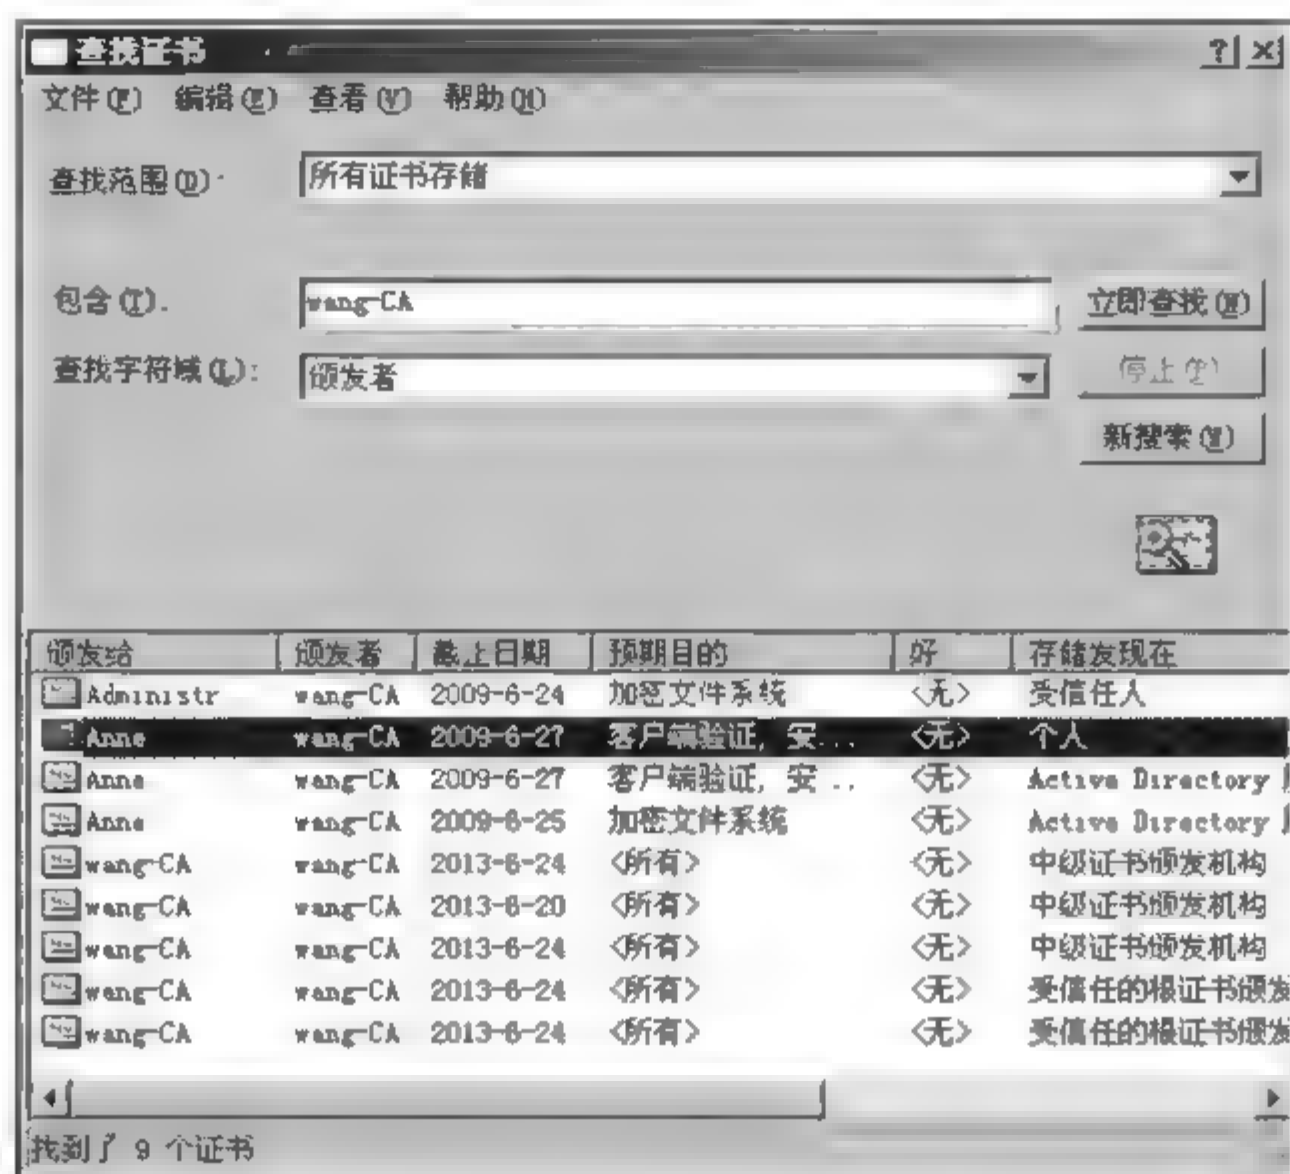 查找证书
文件(F) 编辑(E) 查看(V) 帮助(H)
查找范围(D): 所有证书存储
包含(T): wang-CA 立即查找(N)
查找字符域(L): 颁发者 停止(P)
新搜索(W)
颁发给 颁发者 截止日期 预期目的 好 存储发现在
Administr wang-CA 2009-6-24 加密文件系统 <无> 受信任人
Anne wang-CA 2009-6-27 客户端验证, 安... <无> 个人
Anne wang-CA 2009-6-27 客户端验证, 安... <无> Active Directory
Anne wang-CA 2009-6-25 加密文件系统 <无> Active Directory
wang-CA wang-CA 2013-6-24 <所有> <无> 中级证书颁发机构
wang-CA wang-CA 2013-6-20 <所有> <无> 中级证书颁发机构
wang-CA wang-CA 2013-6-24 <所有> <无> 中级证书颁发机构
wang-CA wang-CA 2013-6-24 <所有> <无> 受信任的根证书颁发
wang-CA wang-CA 2013-6-24 <所有> <无> 受信任的根证书颁发
找到了 9 个证书